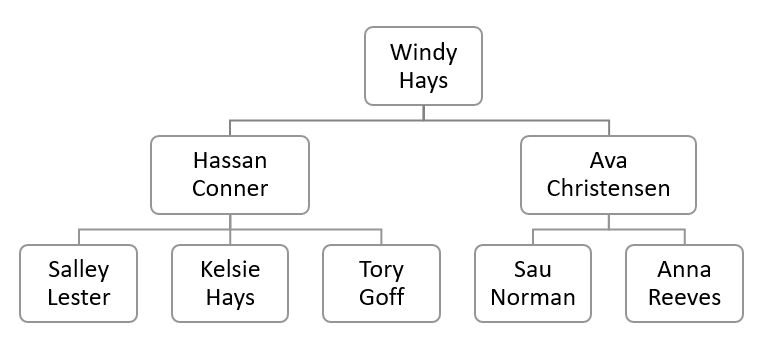 Windy
Hays
Hassan
Conner
Ava
Christensen
Salley
Lester
Kelsie
Hays
Tory
Goff
Sau
Norman
Anna
Reeves